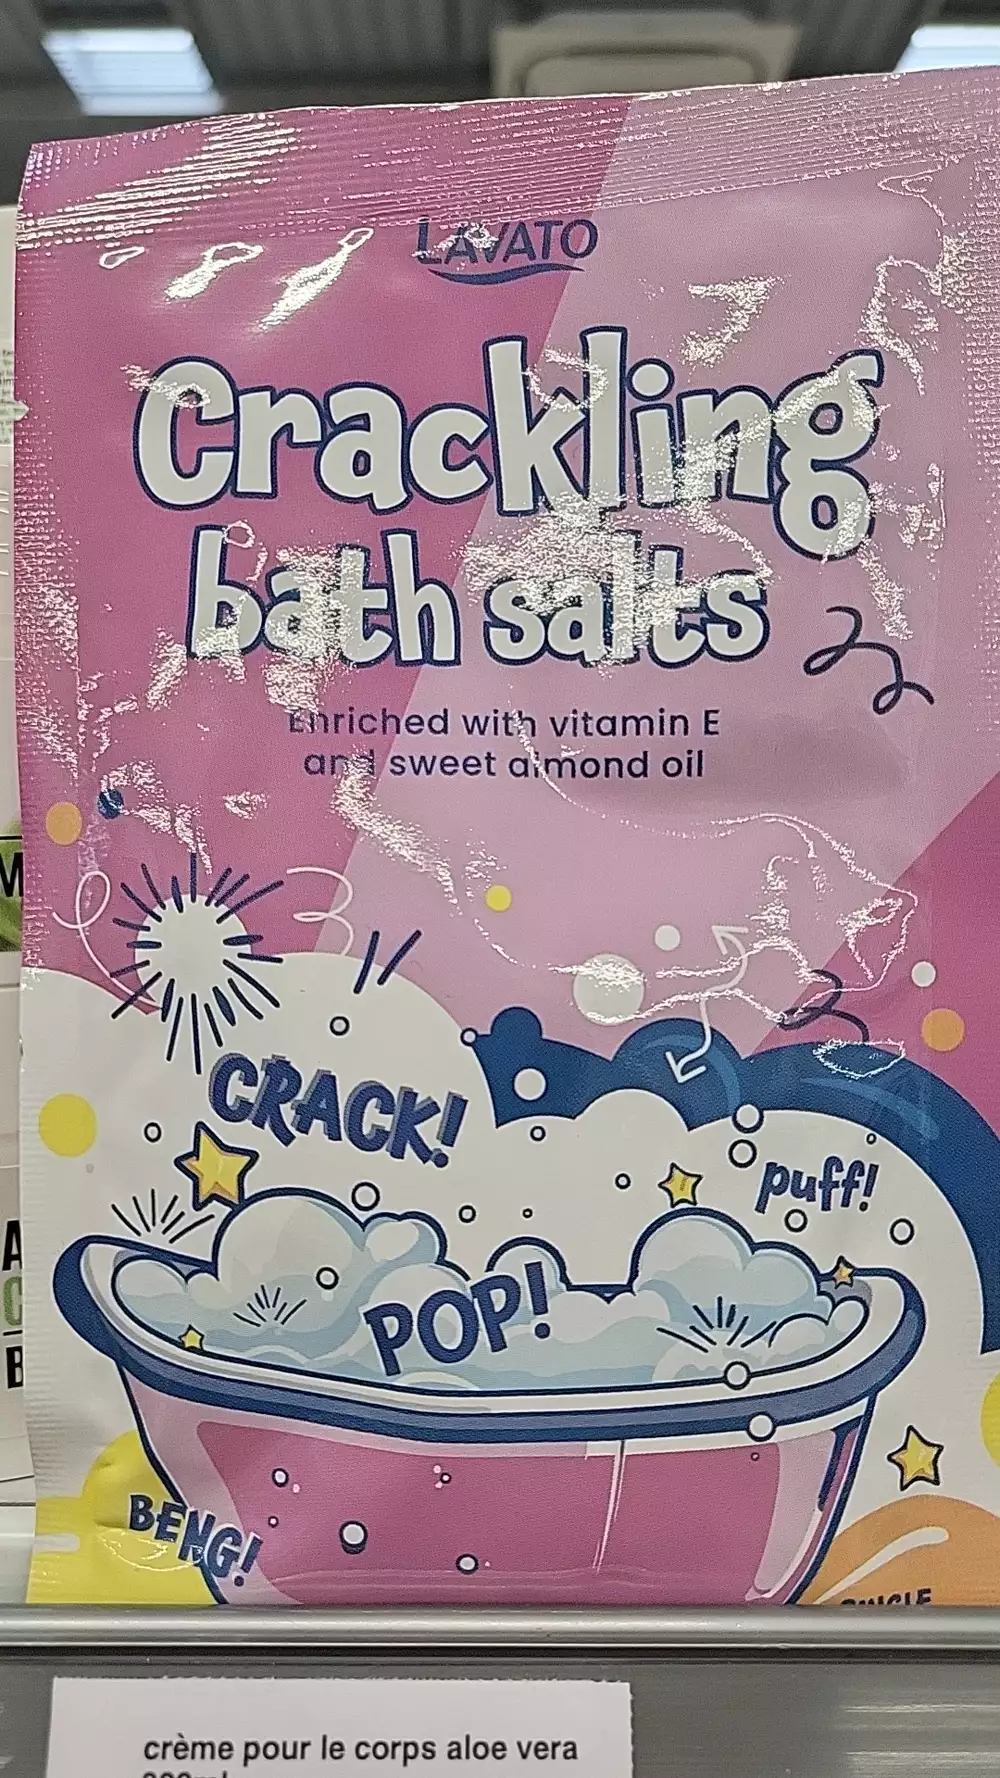 LAVATO
Crackling
bath salts
Enriched with vitamin E
and sweet almond oil
CRACK!
puff!
POP!
BENG!
crème pour le corps aloe vera